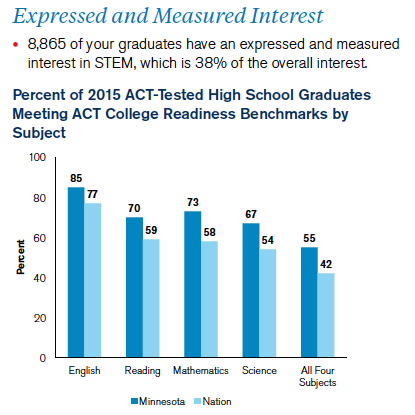 Expressed and Measured Interest
• 8,865 of your graduates have an expressed and measured
interest in STEM, which is 38% of the overall interest.
Percent of 2015 ACT-Tested High School Graduates
Meeting ACT College Readiness Benchmarks by
Subject
100
80
60
40
20
0
Percent
85
77
70
59
73
58
67
54
55
42
English
Reading
Mathematics
Science
All Four
Subjects
Minnesota
Nation